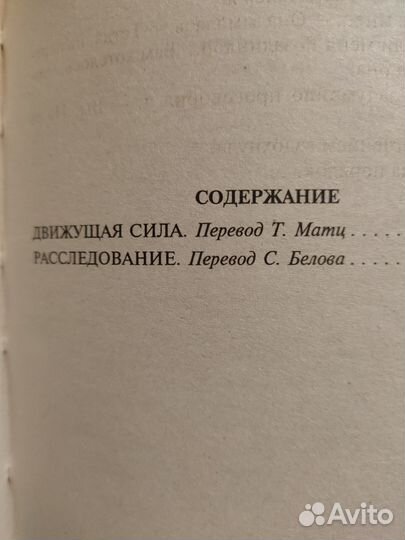 СОДЕРЖАНИЕ
ДВИЖУЩАЯ СИЛА. Перевод Т. Матц . . . . .
РАССЛЕДОВАНИЕ. Перевод С. Белова . . . .
Avito